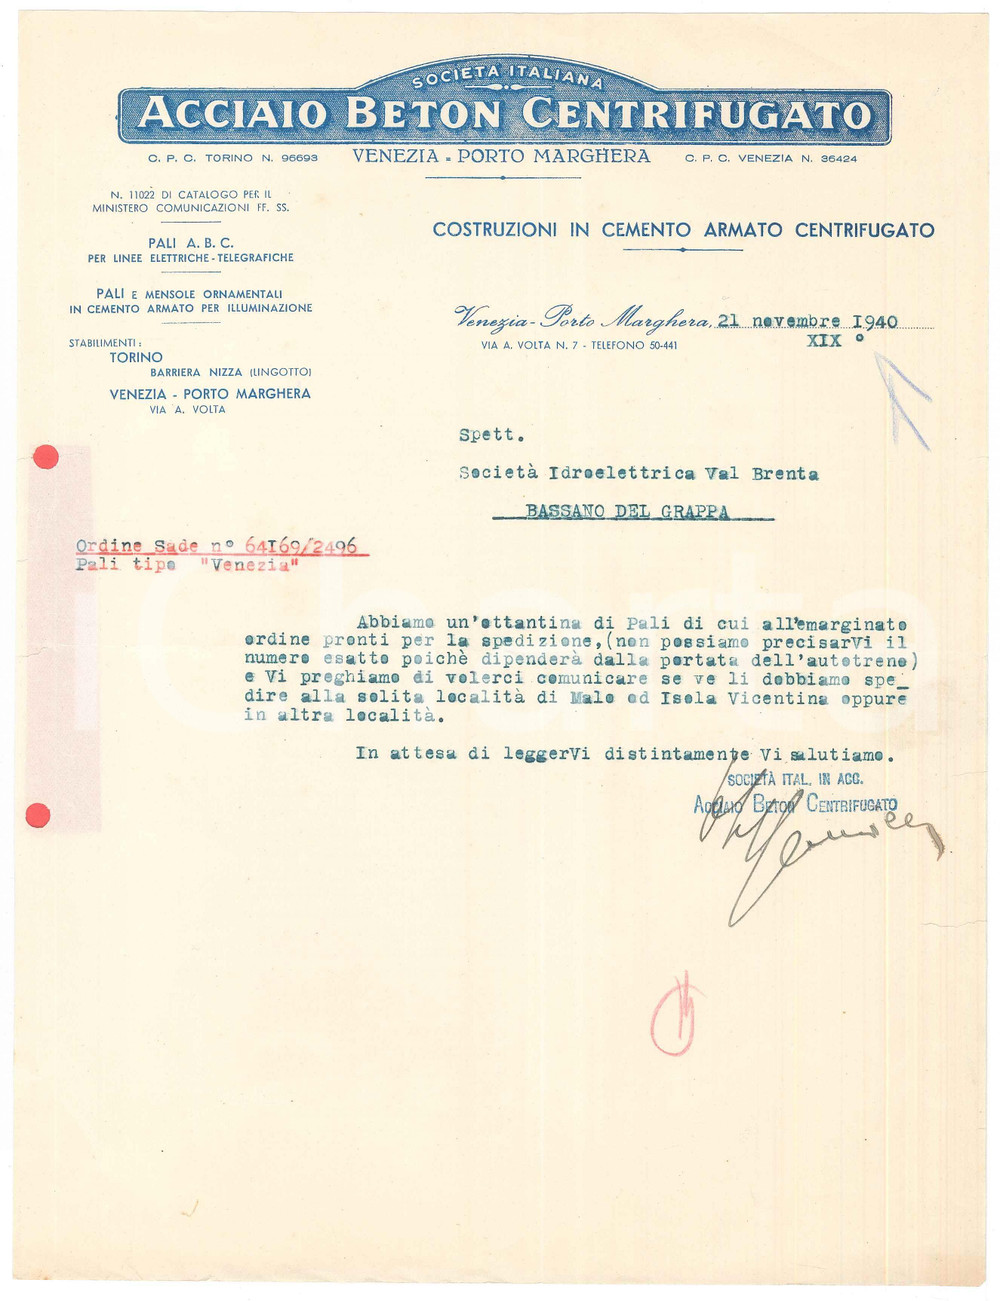 SOCIETÀ ITALIANA
ACCIAIO BETON CENTRIFUGATO
C. P. C. TORINO N. 96693
VENEZIA - PORTO MARGHERA
C. P. C. VENEZIA N. 36424
N. 11022 DI CATALOGO PER IL
MINISTERO COMUNICAZIONI FF. SS.
PALI A. B. C.
PER LINEE ELETTRICHE - TELEGRAFICHE
PALI E MENSOLE ORNAMENTALI
IN CEMENTO ARMATO PER ILLUMINAZIONE
STABILIMENTI:
TORINO
BARRIERA NIZZA (LINGOTTO)
VENEZIA - PORTO MARGHERA
VIA A. VOLTA
COSTRUZIONI IN CEMENTO ARMATO CENTRIFUGATO
Venezia - Porto Marghera, 21 novembre I940
VIA A. VOLTA N. 7 - TELEFONO 50-441
XIX °
Spett.
Società Idroelettrica Val Brenta
BASSANO DEL GRAPPA
Ordine Sade n° 64I69/2496
Pali tipo "Venezia"
Abbiamo un'ottantina di Pali di cui all'emarginato
ordine pronti per la spedizione,(non possiamo precisarVi il
numero esatto poichè dipenderà dalla portata dell'autotreno)
e Vi preghiamo di volerci comunicare se ve li dobbiamo spe_
dire alla solita località di Malo od Isola Vicentina oppure
in altra località.
In attesa di leggerVi distintamente Vi salutiamo.
SOCIETÀ ITAL. IN ACC.
ACCIAIO BETON CENTRIFUGATO